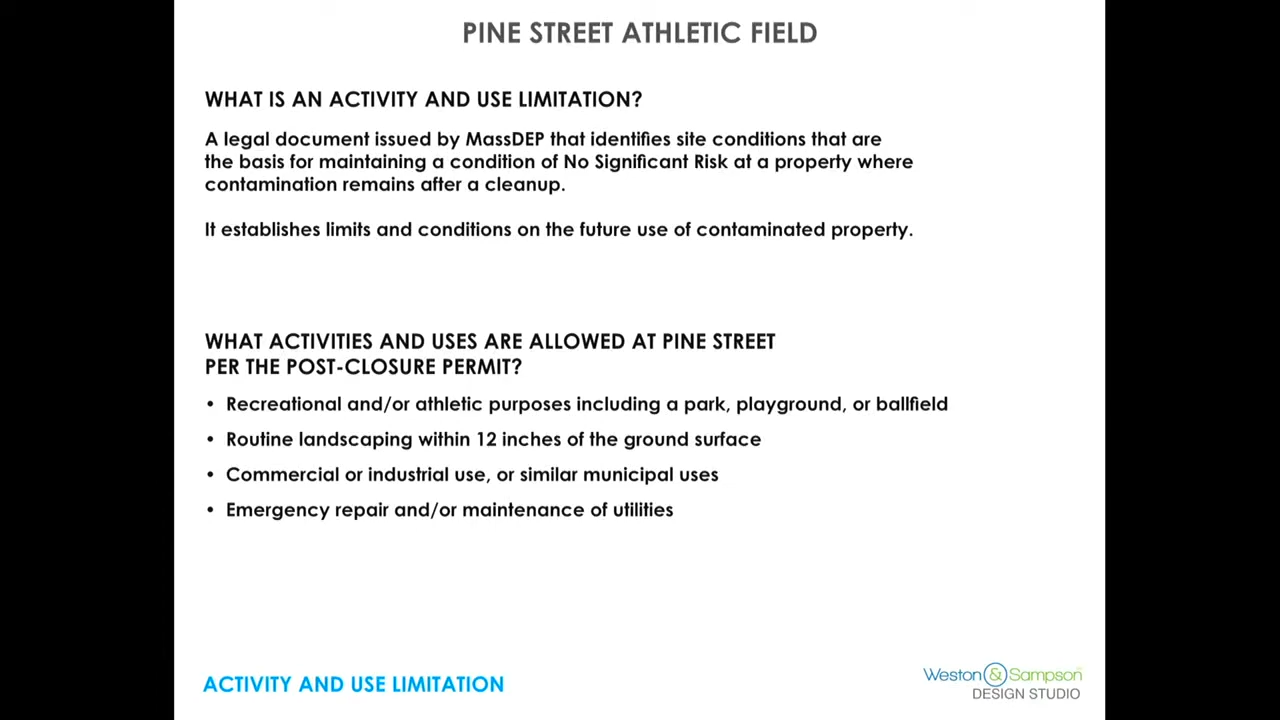 PINE STREET ATHLETIC FIELD
WHAT IS AN ACTIVITY AND USE LIMITATION?
A legal document issued by MassDEP that identifies site conditions that are
the basis for maintaining a condition of No Significant Risk at a property where
contamination remains after a cleanup.
It establishes limits and conditions on the future use of contaminated property.
WHAT ACTIVITIES AND USES ARE ALLOWED AT PINE STREET
PER THE POST-CLOSURE PERMIT?
• Recreational and/or athletic purposes including a park, playground, or ballfield
• Routine landscaping within 12 inches of the ground surface
• Commercial or industrial use, or similar municipal uses
• Emergency repair and/or maintenance of utilities
ACTIVITY AND USE LIMITATION
Weston & Sampson
DESIGN STUDIO